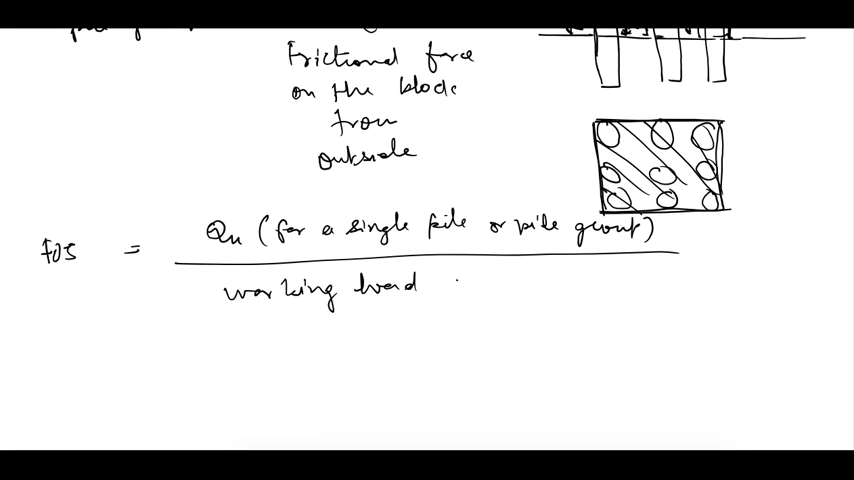 Frictional force
on the block
from
outside
FOS = Qu (for a single pile or pile group)
working load